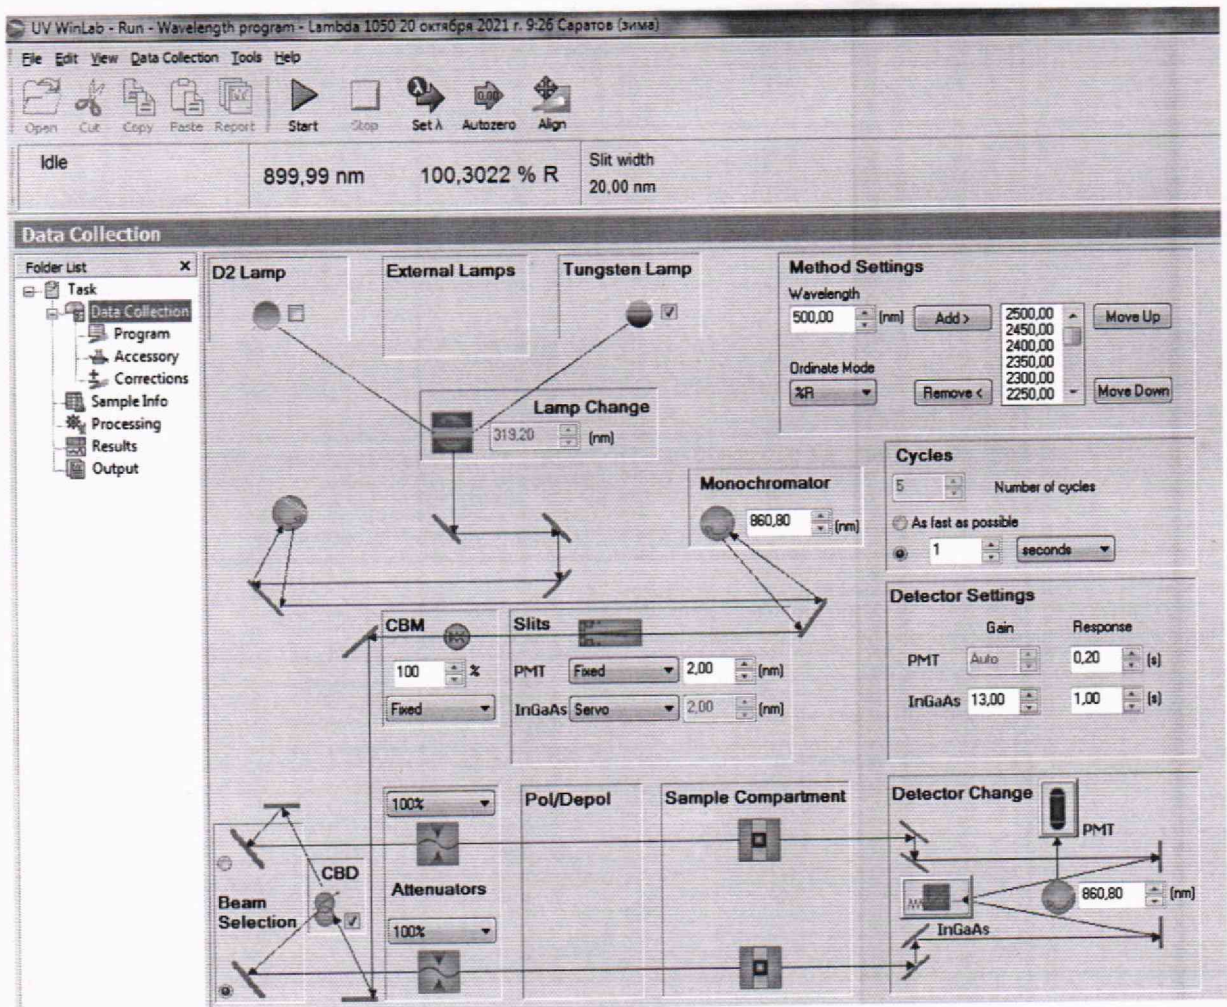 UV WinLab - Run - Wavelength program - Lambda 1050 20 октября 2021 г. 9:26 Саратов (зима)
File Edit View Data Collection Tools Help
Open Cut Copy Paste Report Start Stop Set λ Autozero Align
Idle
899,99 nm 100,3022 % R
Slit width
20,00 nm
Data Collection
Folder List x
Task
Data Collection
Program
Accessory
Corrections
Sample Info
Processing
Results
Output
D2 Lamp
External Lamps
Tungsten Lamp
Lamp Change
319,20 (nm)
Method Settings
Wavelength
500,00 (nm) Add >
2500,00
2450,00
2400,00
2350,00
2300,00
2250,00
Move Up
Ordinate Mode
%R Remove < Move Down
Monochromator
860,80 (nm)
Cycles
5 Number of cycles
As fast as possible
1 seconds
CBM
100 %
Fixed
Slits
PMT Fixed 2,00 (nm)
InGaAs Servo 2,00 (nm)
Detector Settings
Gain Response
PMT Auto 0,20 (s)
InGaAs 13,00 1,00 (s)
Beam
Selection
CBD
100%
Attenuators
100%
Pol/Depol
Sample Compartment
Detector Change
PMT
860,80 (nm)
InGaAs